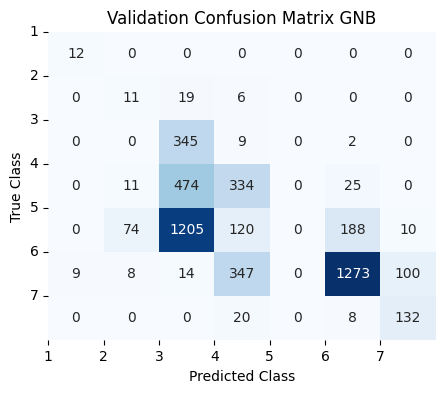 Validation Confusion Matrix GNB
1
12 0 0 0 0 0 0
2
0 11 19 6 0 0 0
3
0 0 345 9 0 2 0
4
0 11 474 334 0 25 0
5
0 74 1205 120 0 188 10
6
9 8 14 347 0 1273 100
7
0 0 0 20 0 8 132
1 2 3 4 5 6 7
True Class
Predicted Class